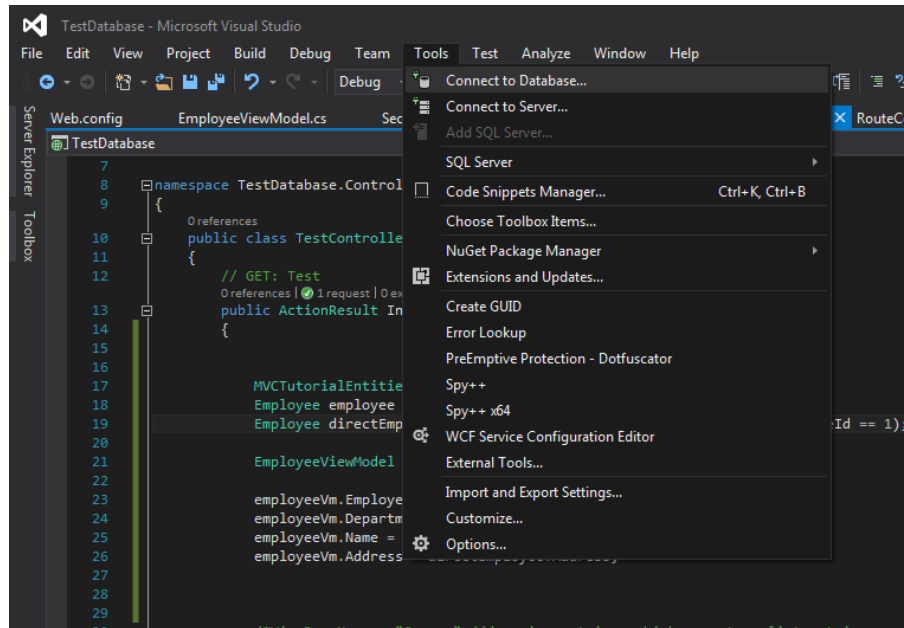 TestDatabase - Microsoft Visual Studio
File Edit View Project Build Debug Team Tools Test Analyze Window Help
Debug
Server Explorer
Toolbox
Web.config EmployeeViewModel.cs Sec RouteC
TestDatabase
Connect to Database...
Connect to Server...
Add SQL Server...
SQL Server
Code Snippets Manager... Ctrl+K, Ctrl+B
Choose Toolbox Items...
NuGet Package Manager
Extensions and Updates...
Create GUID
Error Lookup
PreEmptive Protection - Dotfuscator
Spy++
Spy++ x64
WCF Service Configuration Editor
External Tools...
Import and Export Settings...
Customize...
Options...
7
8 namespace TestDatabase.Control
9 {
0 references
10 public class TestControlle
11 {
12 // GET: Test
0 references | 1 request | 0 ex
13 public ActionResult In
14 {
15
16
17 MVCTutorialEntitie
18 Employee employee
19 Employee directEmp Id == 1);
20
21 EmployeeViewModel
22
23 employeeVm.Employe
24 employeeVm.Departm
25 employeeVm.Name =
26 employeeVm.Address
27
28
29